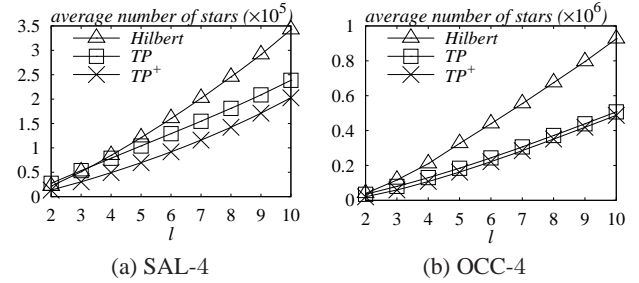 average number of stars (×10^5)
3.5
3
2.5
2
1.5
1
0.5
0
Hilbert
TP
TP^+
2 3 4 5 6 7 8 9 10
l
(a) SAL-4
average number of stars (×10^6)
1
0.8
0.6
0.4
0.2
0
Hilbert
TP
TP^+
2 3 4 5 6 7 8 9 10
l
(b) OCC-4